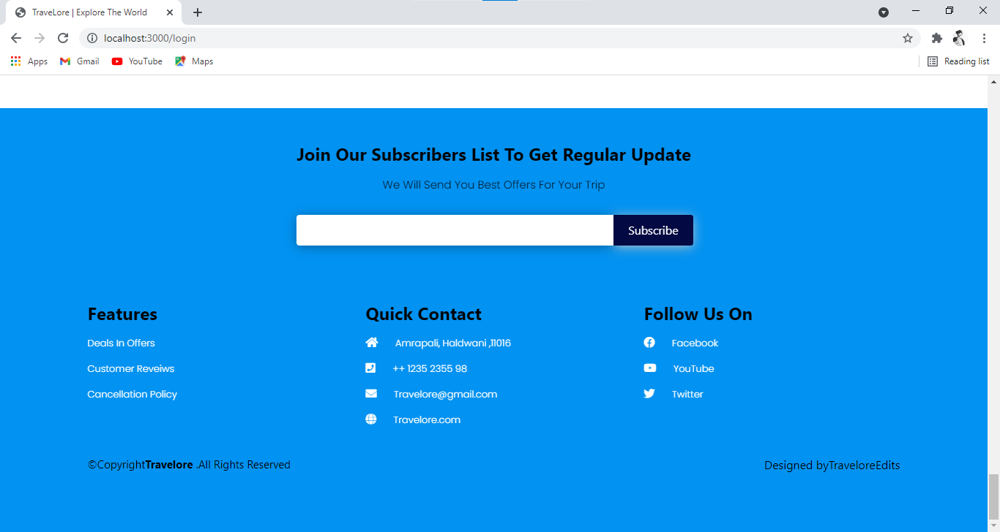 TraveLore | Explore The World
localhost:3000/login
Apps Gmail YouTube Maps Reading list
Join Our Subscribers List To Get Regular Update
We Will Send You Best Offers For Your Trip
Subscribe
Features
Deals In Offers
Customer Reveiws
Cancellation Policy
Quick Contact
Amrapali, Haldwani ,11016
++ 1235 2355 98
Travelore@gmail.com
Travelore.com
Follow Us On
Facebook
YouTube
Twitter
©CopyrightTravelore .All Rights Reserved
Designed byTraveloreEdits